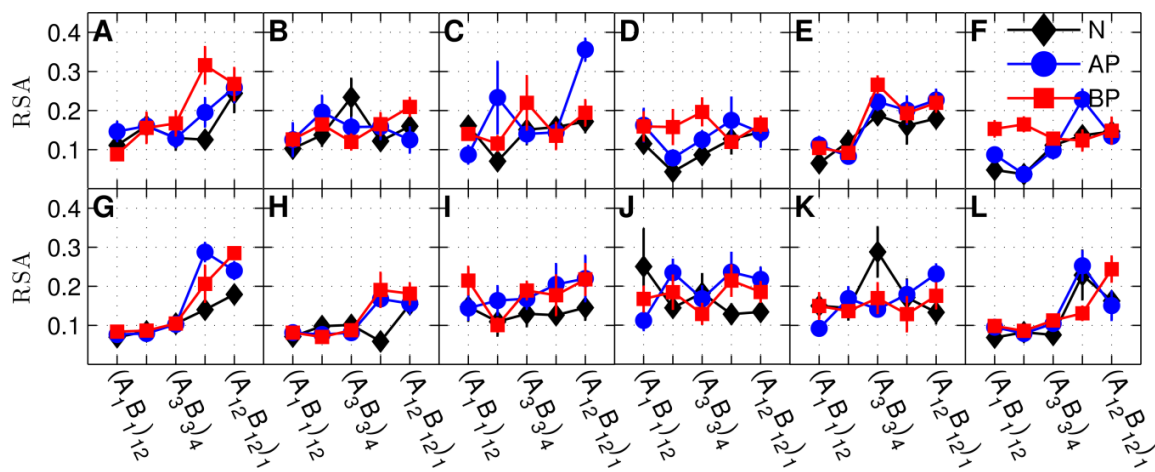 A B C D E F
N
AP
BP
RSA
0.4
0.3
0.2
0.1
G H I J K L
RSA
0.4
0.3
0.2
0.1
(A₁B₁)₁₂ (A₃B₃)₄ (A₁₂B₁₂)₁ (A₁B₁)₁₂ (A₃B₃)₄ (A₁₂B₁₂)₁ (A₁B₁)₁₂ (A₃B₃)₄ (A₁₂B₁₂)₁ (A₁B₁)₁₂ (A₃B₃)₄ (A₁₂B₁₂)₁ (A₁B₁)₁₂ (A₃B₃)₄ (A₁₂B₁₂)₁ (A₁B₁)₁₂ (A₃B₃)₄ (A₁₂B₁₂)₁